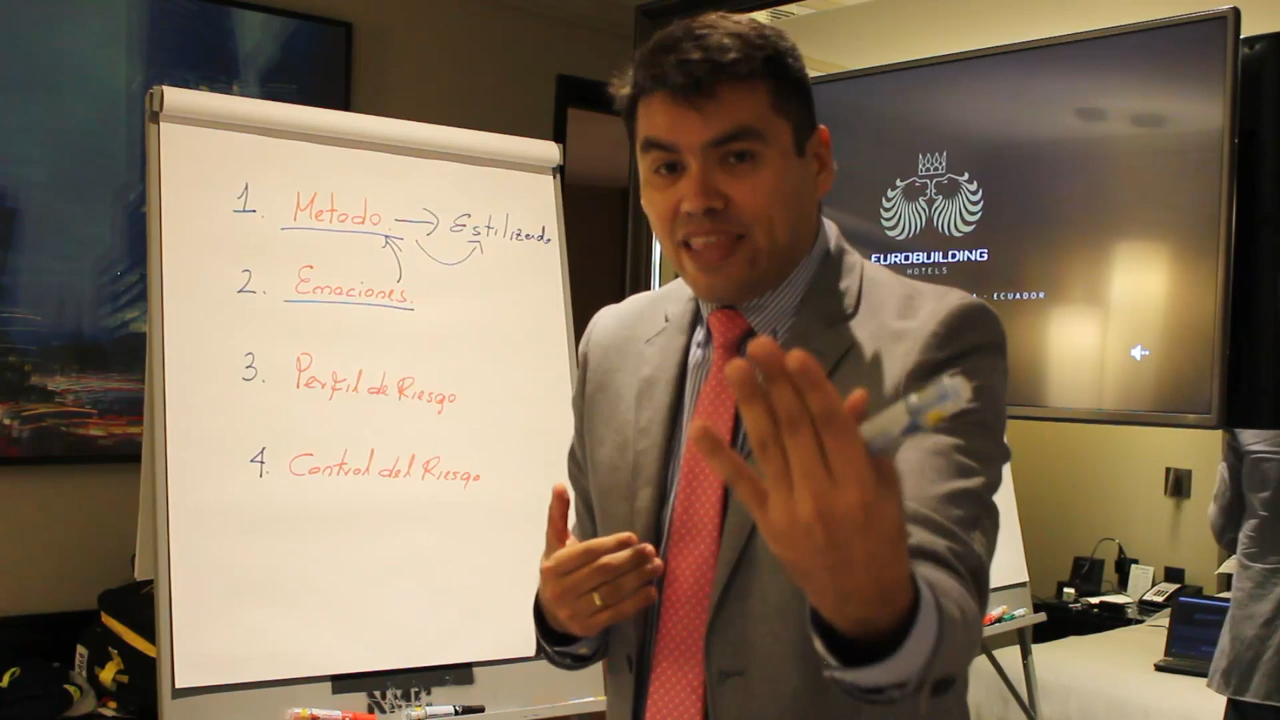 1. Metodo. → Estilizado
2. Emociones.
3. Perfil de Riesgo
4. Control del Riesgo
EUROBUILDING
HOTELS
- ECUADOR